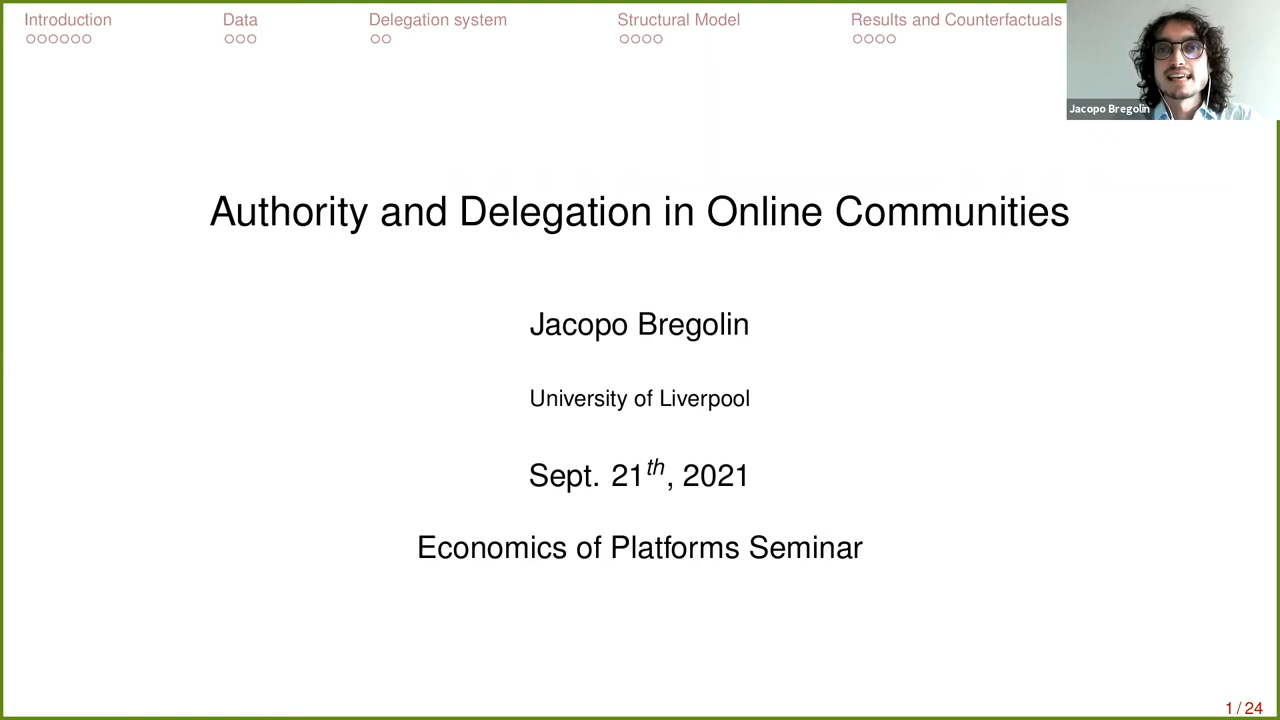 Introduction
Data
Delegation system
Structural Model
Results and Counterfactuals
Jacopo Bregolin
Authority and Delegation in Online Communities
Jacopo Bregolin
University of Liverpool
Sept. 21th, 2021
Economics of Platforms Seminar
1 / 24